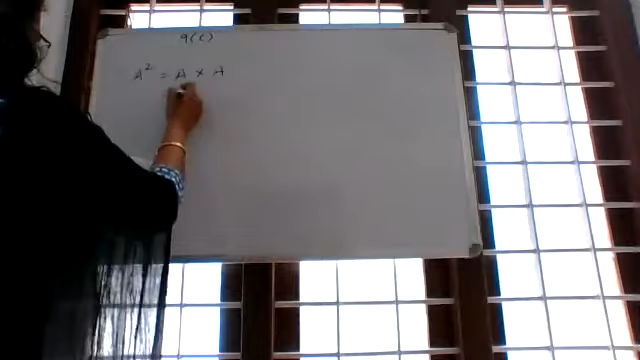 9(i)
A² = A × A